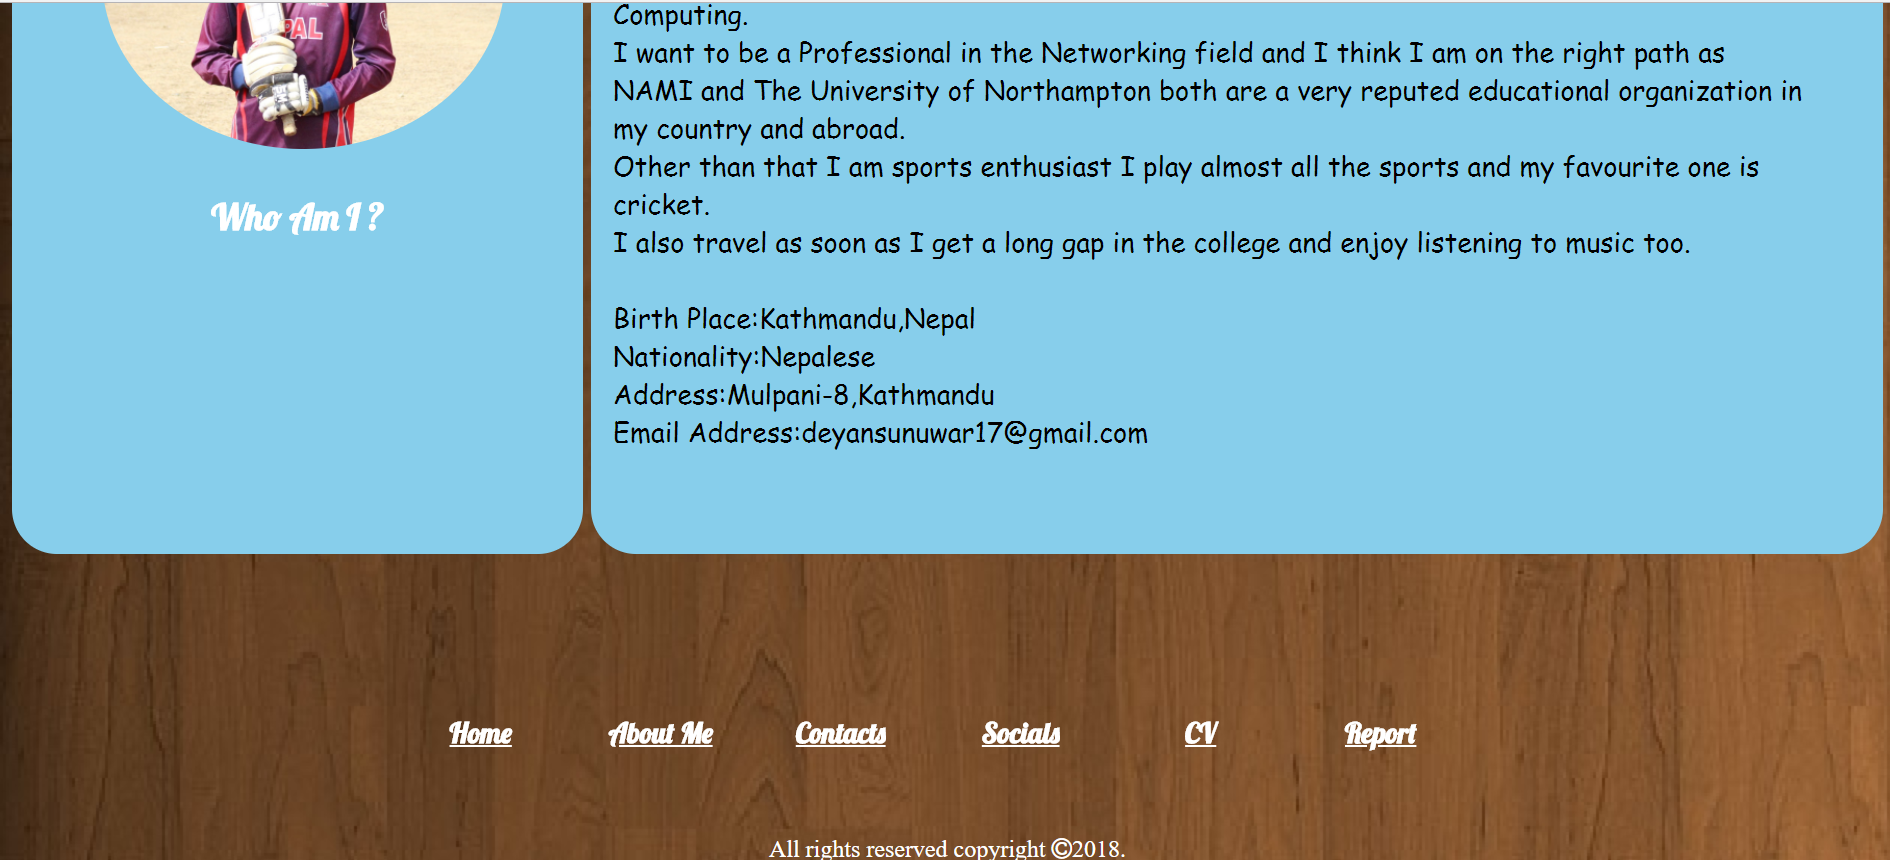 PAL
Who Am I ?
Computing.
I want to be a Professional in the Networking field and I think I am on the right path as
NAMI and The University of Northampton both are a very reputed educational organization in
my country and abroad.
Other than that I am sports enthusiast I play almost all the sports and my favourite one is
cricket.
I also travel as soon as I get a long gap in the college and enjoy listening to music too.
Birth Place:Kathmandu,Nepal
Nationality:Nepalese
Address:Mulpani-8,Kathmandu
Email Address:deyansunuwar17@gmail.com
Home About Me Contacts Socials CV Report
All rights reserved copyright ©2018.